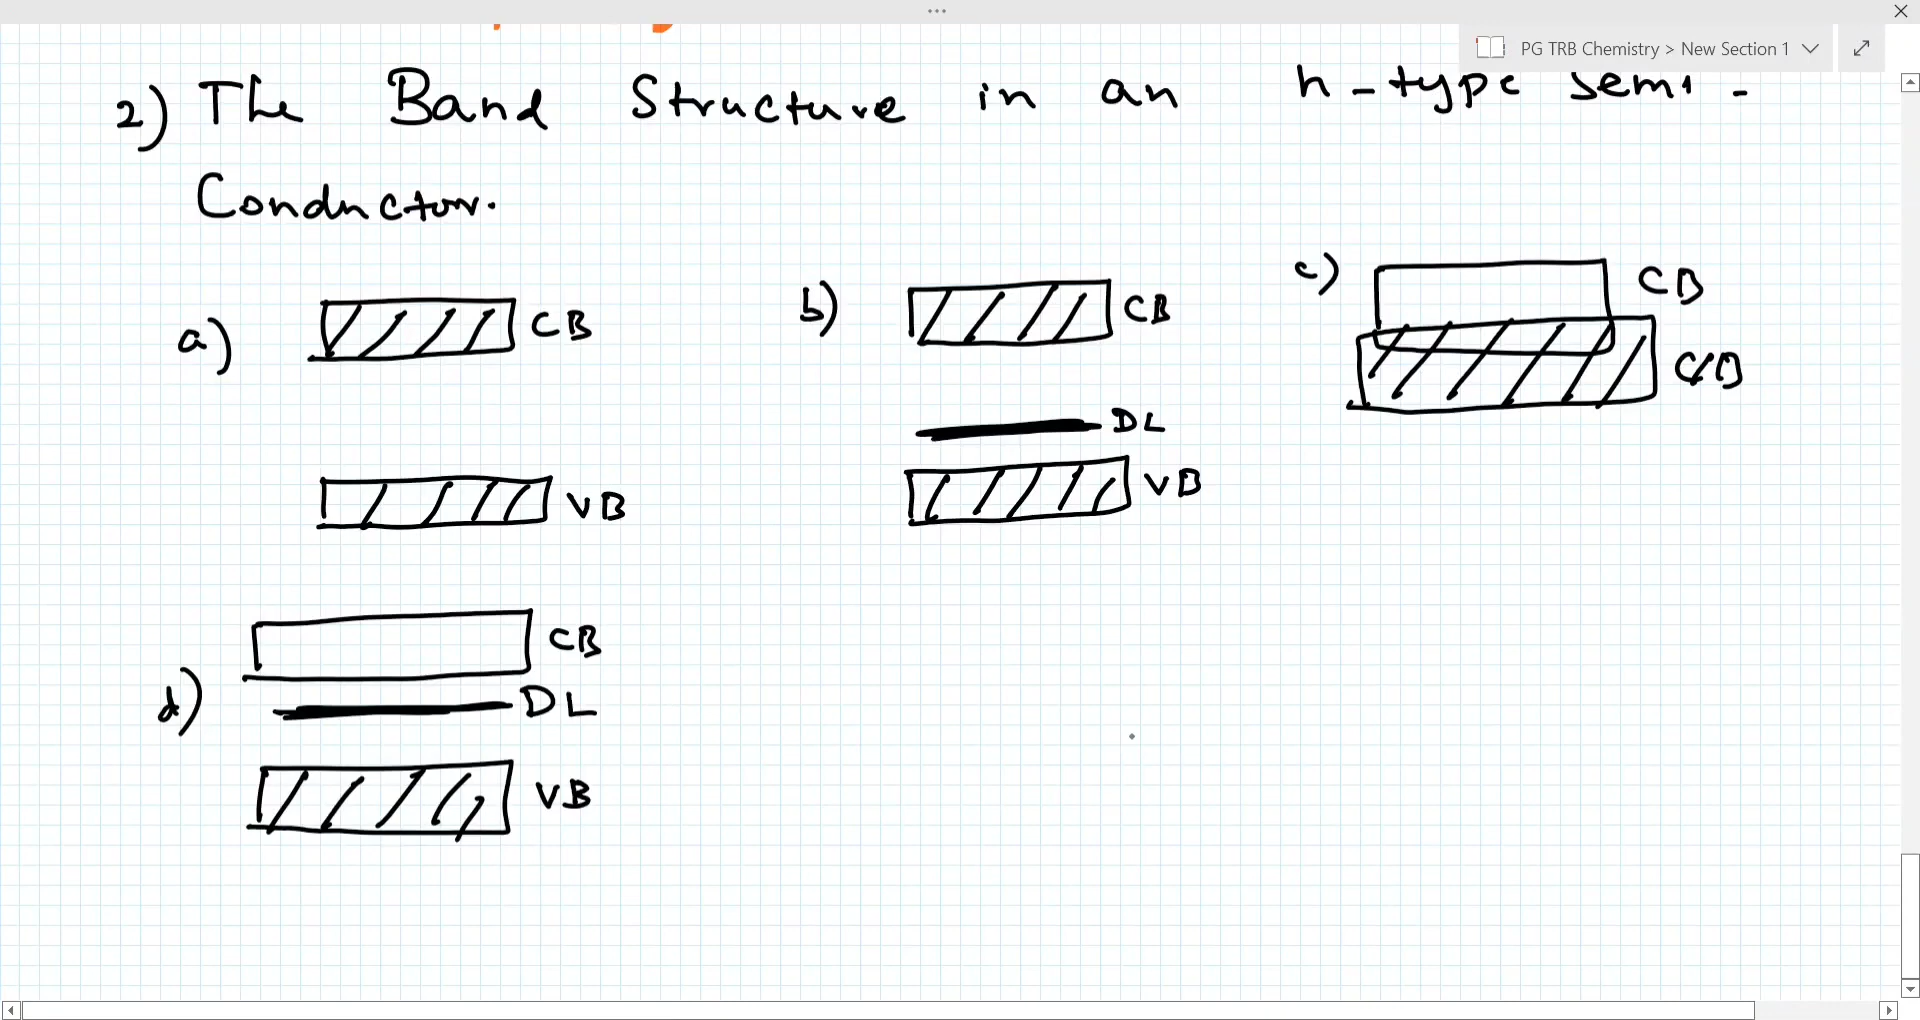 PG TRB Chemistry > New Section 1
2) The Band Structure in an n-type semi-
Conductor.
a) CB
VB
b) CB
DL
VB
c) CB
d) CB
DL
VB